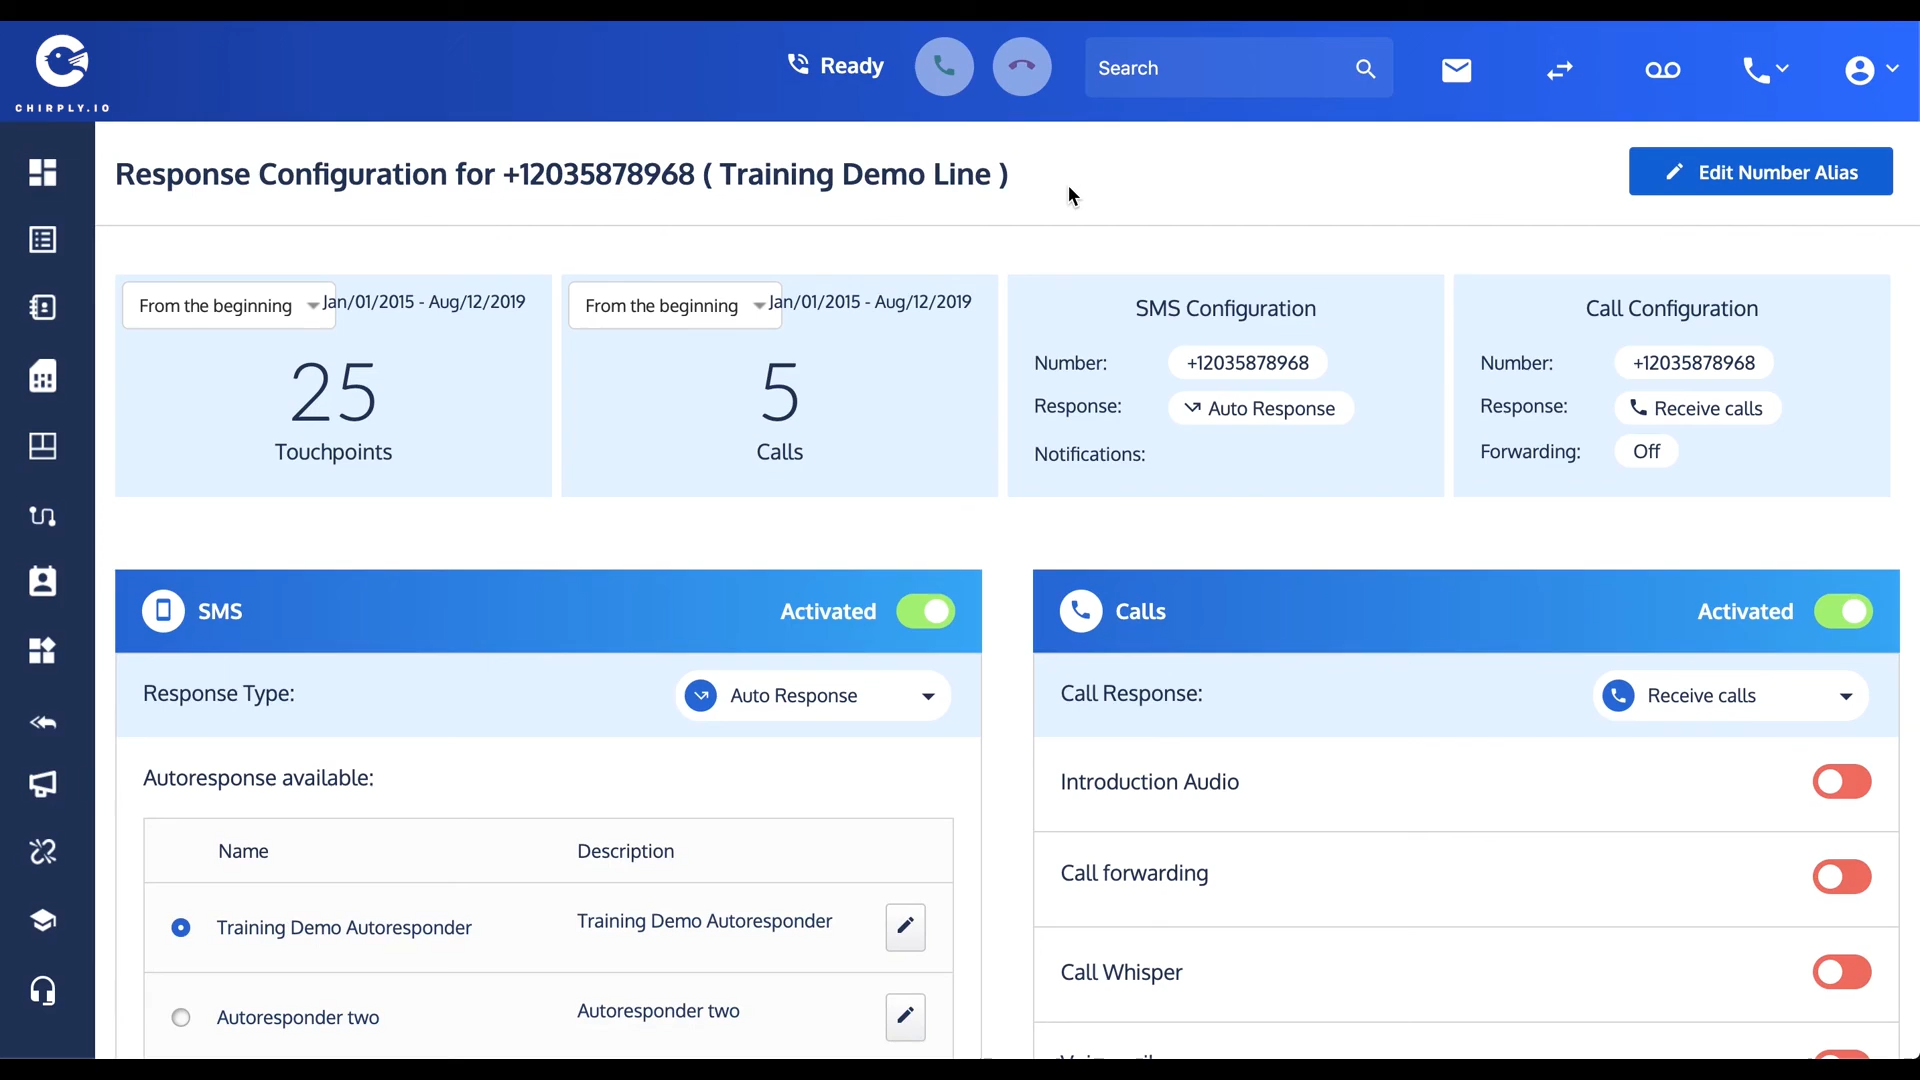 CHIRPLY.IO
Ready
Search
Response Configuration for +12035878968 ( Training Demo Line )
Edit Number Alias
From the beginning
Jan/01/2015 - Aug/12/2019
25
Touchpoints
From the beginning
Jan/01/2015 - Aug/12/2019
5
Calls
SMS Configuration
Number: +12035878968
Response: Auto Response
Notifications:
Call Configuration
Number: +12035878968
Response: Receive calls
Forwarding: Off
SMS
Activated
Response Type: Auto Response
Autoresponse available:
Name Description
Training Demo Autoresponder Training Demo Autoresponder
Autoresponder two Autoresponder two
Calls
Activated
Call Response: Receive calls
Introduction Audio
Call forwarding
Call Whisper